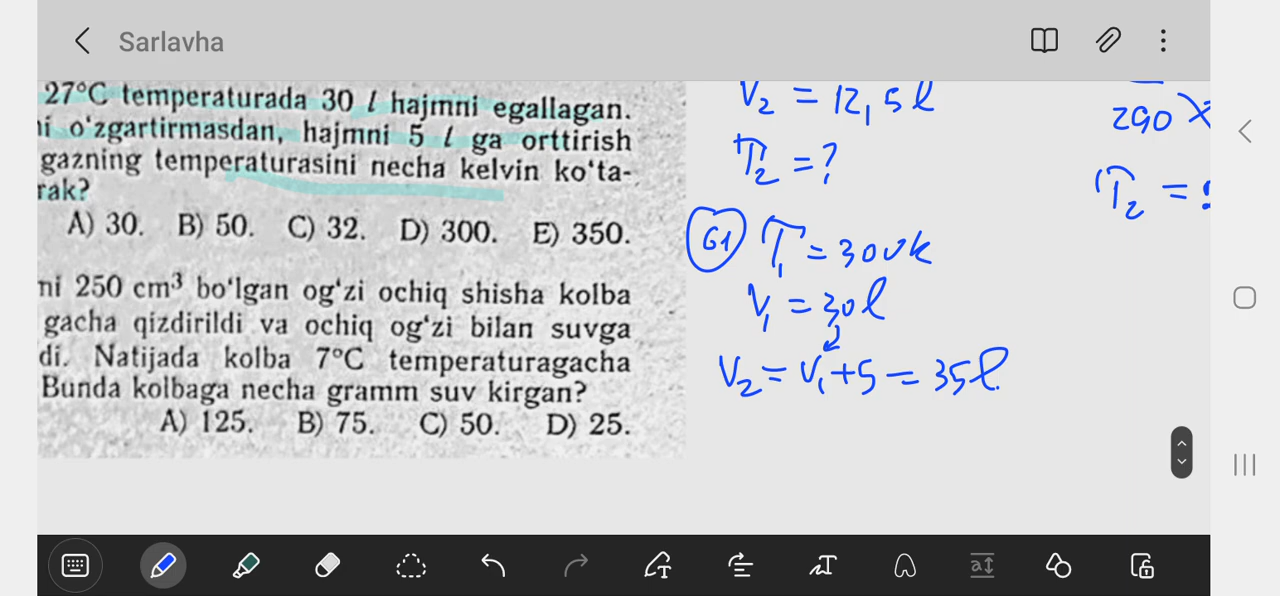 Sarlavha
27°C temperaturada 30 l hajmni egallagan.
o'zgartirmasdan, hajmni 5 l ga orttirish
gazning temperaturasini necha kelvin ko'ta-
rak?
A) 30. B) 50. C) 32. D) 300. E) 350.
ni 250 cm³ bo'lgan og'zi ochiq shisha kolba
gacha qizdirildi va ochiq og'zi bilan suvga
di. Natijada kolba 7°C temperaturagacha
Bunda kolbaga necha gramm suv kirgan?
A) 125. B) 75. C) 50. D) 25.
V₂ = 12,5 l
T₂ = ?
61 T₁ = 300 K
V₁ = 30 l
V₂ = V₁ + 5 = 35 l.
290
T₂ =